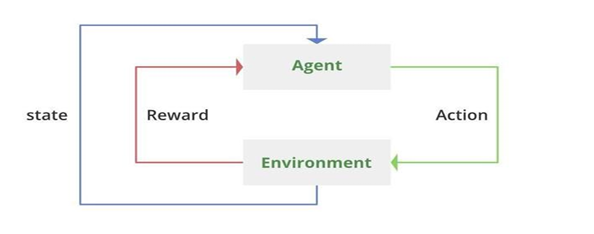 Agent
state
Reward
Action
Environment